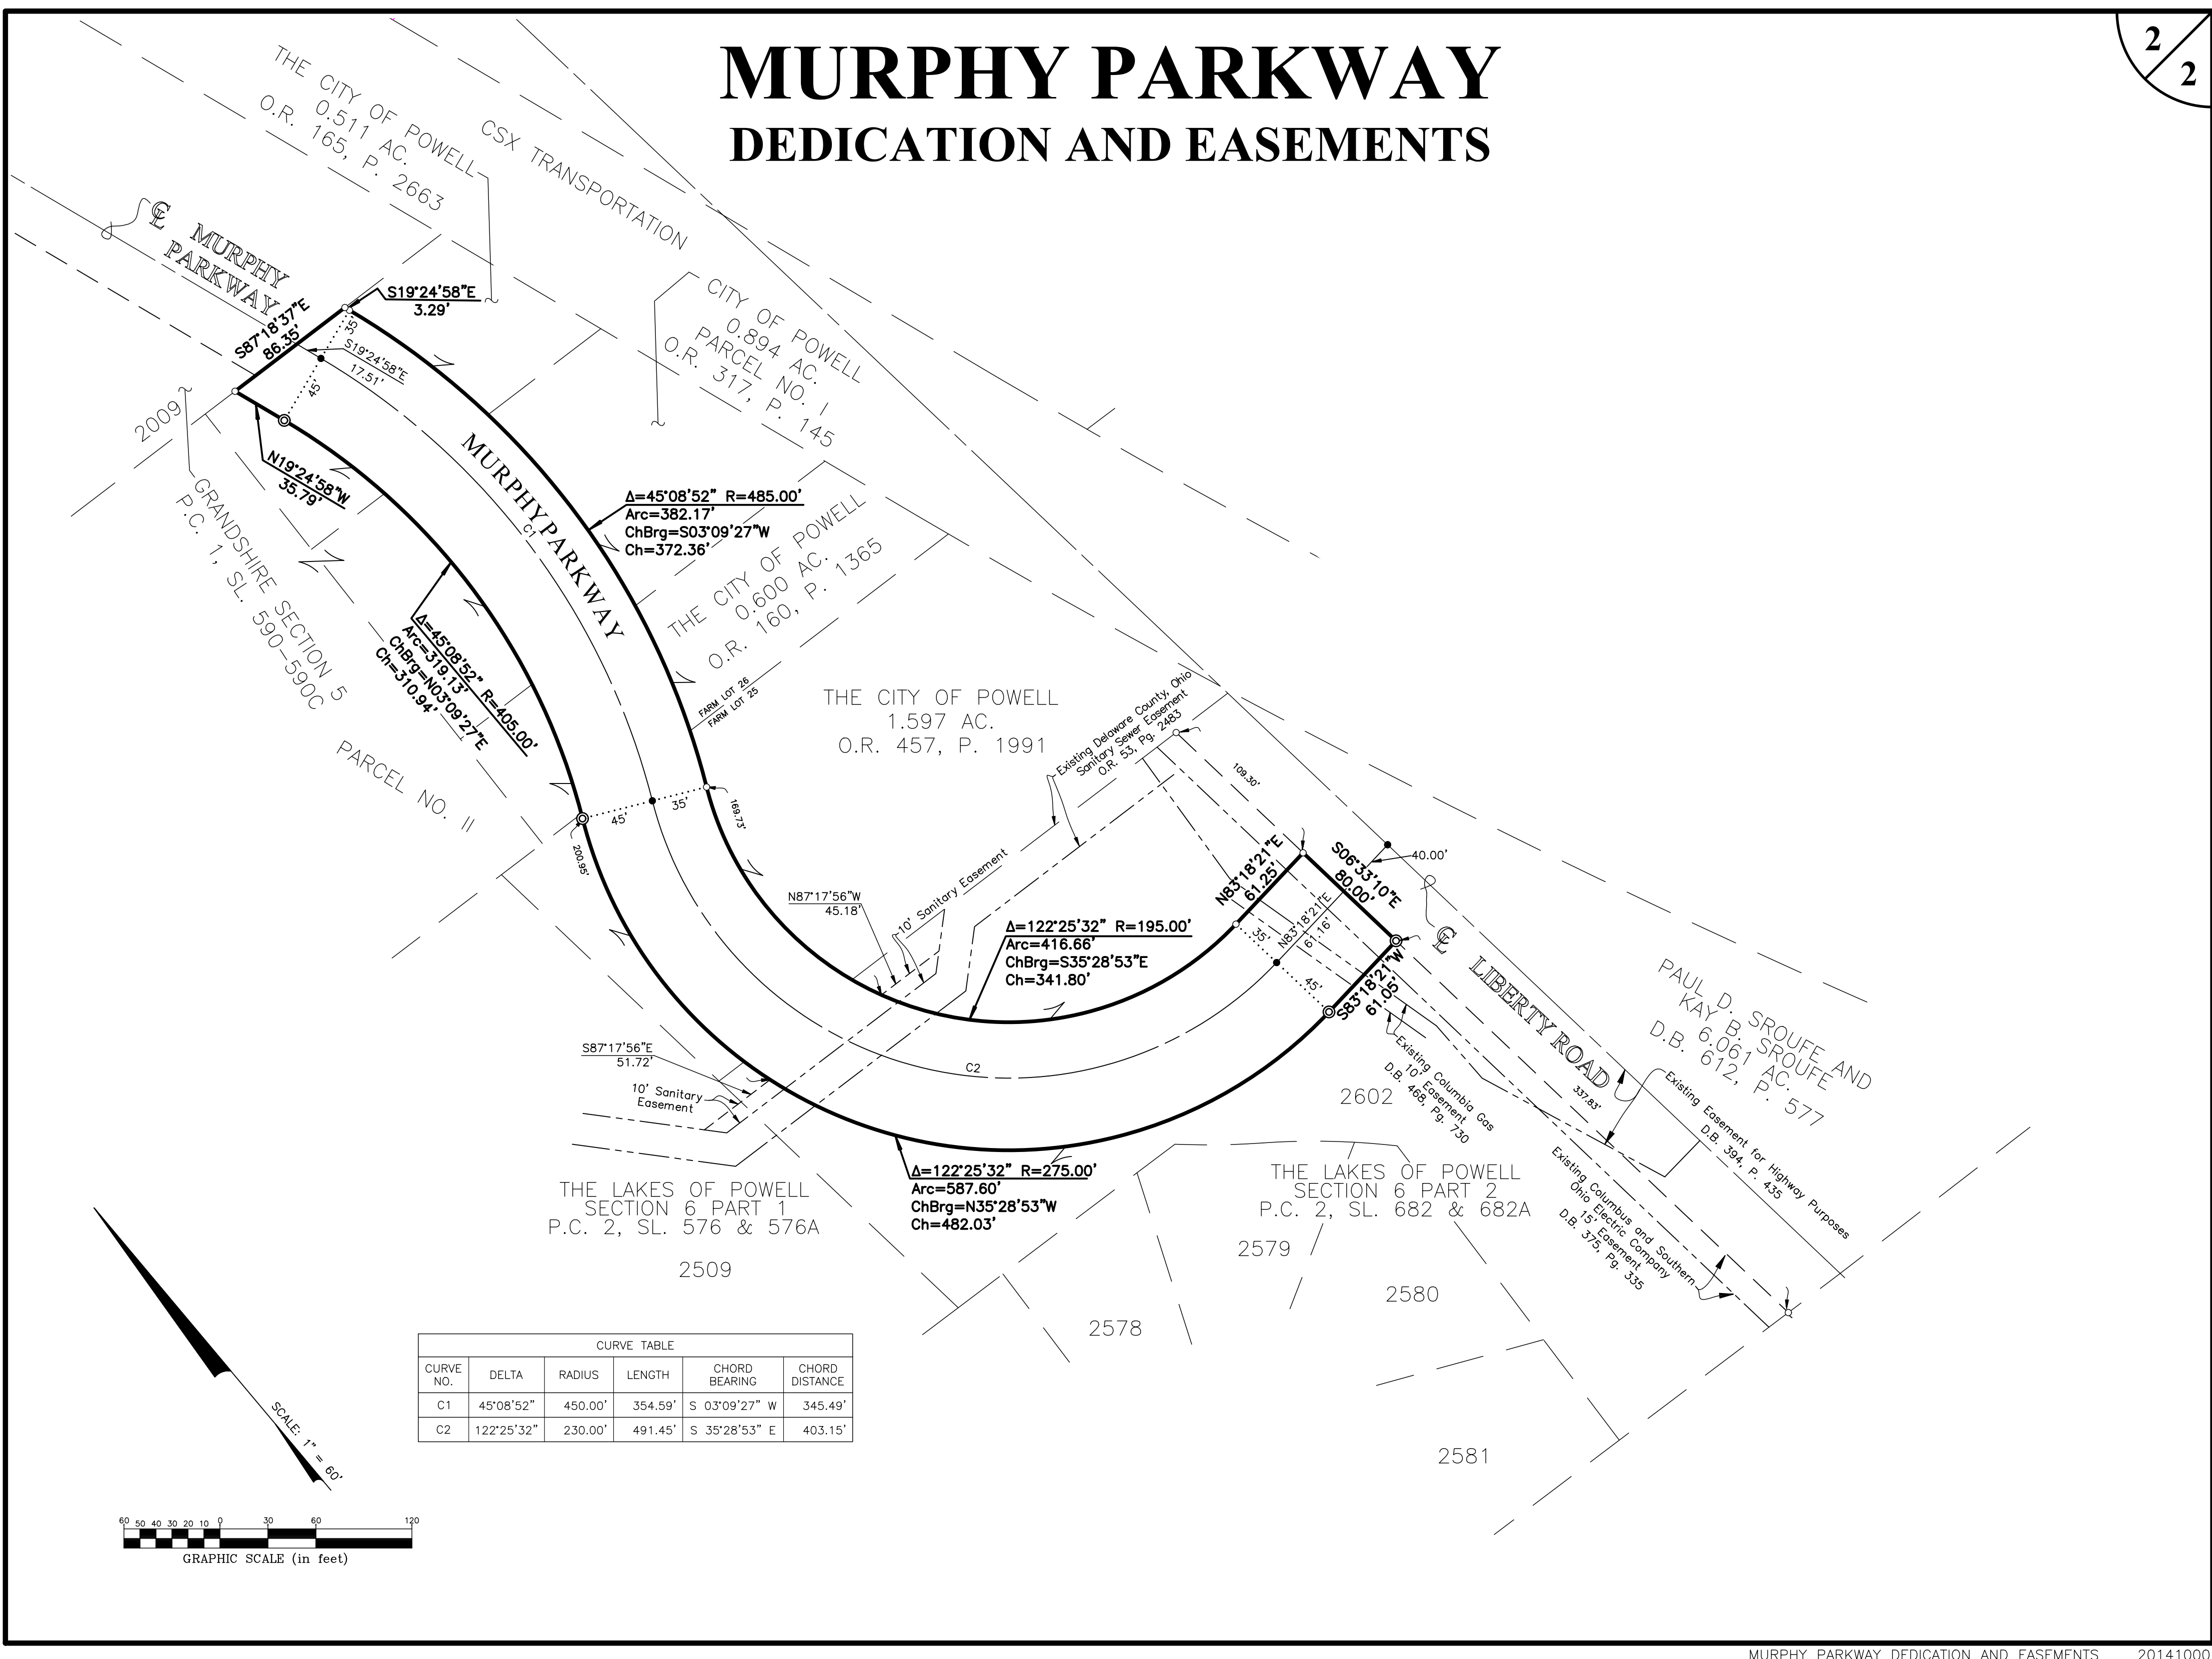 MURPHY PARKWAY
DEDICATION AND EASEMENTS
2
2
THE CITY OF POWELL
0.511 AC.
O.R. 165, P. 2663
CSX TRANSPORTATION
℄ MURPHY
PARKWAY
S19°24'58"E
3.29'
S87°18'37"E
86.35'
35'
S19°24'58"E
17.51'
45'
2009
N19°24'58"W
35.79'
CITY OF POWELL
0.894 AC.
PARCEL NO. I
O.R. 317, P. 145
GRANDSHIRE SECTION 5
P.C. 1, SL. 590-590C
MURPHY PARKWAY
C1
Δ=45°08'52" R=485.00'
Arc=382.17'
ChBrg=S03°09'27"W
Ch=372.36'
THE CITY OF POWELL
0.600 AC.
O.R. 160, P. 1365
Δ=45°08'52" R=405.00'
Arc=319.13'
ChBrg=N03°09'27"E
Ch=310.94'
PARCEL NO. II
FARM LOT 26
FARM LOT 25
THE CITY OF POWELL
1.597 AC.
O.R. 457, P. 1991
Existing Delaware County, Ohio
Sanitary Sewer Easement
O.R. 53, Pg. 2483
109.30'
45'
35'
169.73'
200.95'
N87°17'56"W
45.18'
10' Sanitary Easement
Δ=122°25'32" R=195.00'
Arc=416.66'
ChBrg=S35°28'53"E
Ch=341.80'
N83°18'21"E
61.25'
S06°33'10"E
80.00'
40.00'
35'
N83°18'21"E
61.16'
45'
S83°18'21"W
61.05'
℄ LIBERTY ROAD
PAUL D. SROUFE AND
KAY B. SROUFE
6.061 AC.
D.B. 612, P. 577
S87°17'56"E
51.72'
10' Sanitary
Easement
C2
Existing Columbia Gas
10' Easement
D.B. 468, Pg. 730
2602
337.83'
Existing Easement for Highway Purposes
D.B. 394, P. 435
Existing Columbus and Southern
Ohio Electric Company
15' Easement
D.B. 375, Pg. 335
Δ=122°25'32" R=275.00'
Arc=587.60'
ChBrg=N35°28'53"W
Ch=482.03'
THE LAKES OF POWELL
SECTION 6 PART 1
P.C. 2, SL. 576 & 576A
2509
THE LAKES OF POWELL
SECTION 6 PART 2
P.C. 2, SL. 682 & 682A
2579
2580
2578
2581
CURVE TABLE
CURVE NO. DELTA RADIUS LENGTH CHORD BEARING CHORD DISTANCE
C1 45°08'52" 450.00' 354.59' S 03°09'27" W 345.49'
C2 122°25'32" 230.00' 491.45' S 35°28'53" E 403.15'
SCALE: 1" = 60'
60 50 40 30 20 10 0 30 60 120
GRAPHIC SCALE (in feet)
MURPHY PARKWAY DEDICATION AND EASEMENTS 20141000